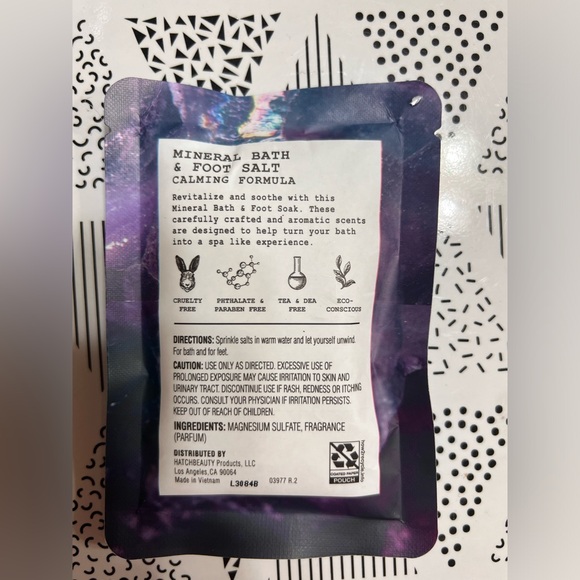 MINERAL BATH
& FOOT SALT
CALMING FORMULA
Revitalize and soothe with this
Mineral Bath & Foot Soak. These
carefully crafted and aromatic scents
are designed to help turn your bath
into a spa like experience.
CRUELTY FREE
PHTHALATE & PARABEN FREE
TEA & DEA FREE
ECO-CONSCIOUS
DIRECTIONS: Sprinkle salts in warm water and let yourself unwind.
For bath and for feet.
CAUTION: USE ONLY AS DIRECTED. EXCESSIVE USE OF
PROLONGED EXPOSURE MAY CAUSE IRRITATION TO SKIN AND
URINARY TRACT. DISCONTINUE USE IF RASH, REDNESS OR ITCHING
OCCURS. CONSULT YOUR PHYSICIAN IF IRRITATION PERSISTS.
KEEP OUT OF REACH OF CHILDREN.
INGREDIENTS: MAGNESIUM SULFATE, FRAGRANCE
(PARFUM)
DISTRIBUTED BY
HATCHBEAUTY Products, LLC
Los Angeles, CA 90064
Made in Vietnam L3084B 03977 R.2
COATED PAPER
POUCH